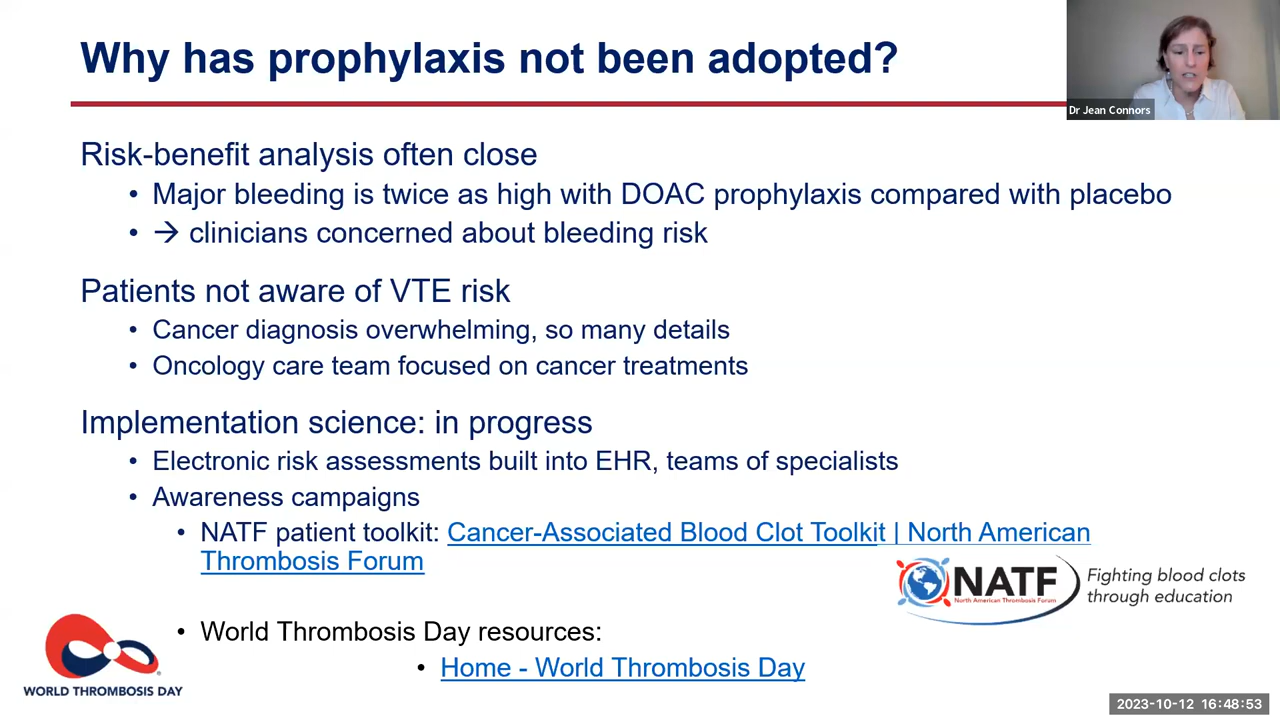 Why has prophylaxis not been adopted?
Dr Jean Connors
Risk-benefit analysis often close
• Major bleeding is twice as high with DOAC prophylaxis compared with placebo
• → clinicians concerned about bleeding risk
Patients not aware of VTE risk
• Cancer diagnosis overwhelming, so many details
• Oncology care team focused on cancer treatments
Implementation science: in progress
• Electronic risk assessments built into EHR, teams of specialists
• Awareness campaigns
• NATF patient toolkit: Cancer-Associated Blood Clot Toolkit | North American
Thrombosis Forum
NATF
North American Thrombosis Forum
Fighting blood clots
through education
• World Thrombosis Day resources:
• Home - World Thrombosis Day
WORLD THROMBOSIS DAY
2023-10-12 16:48:53